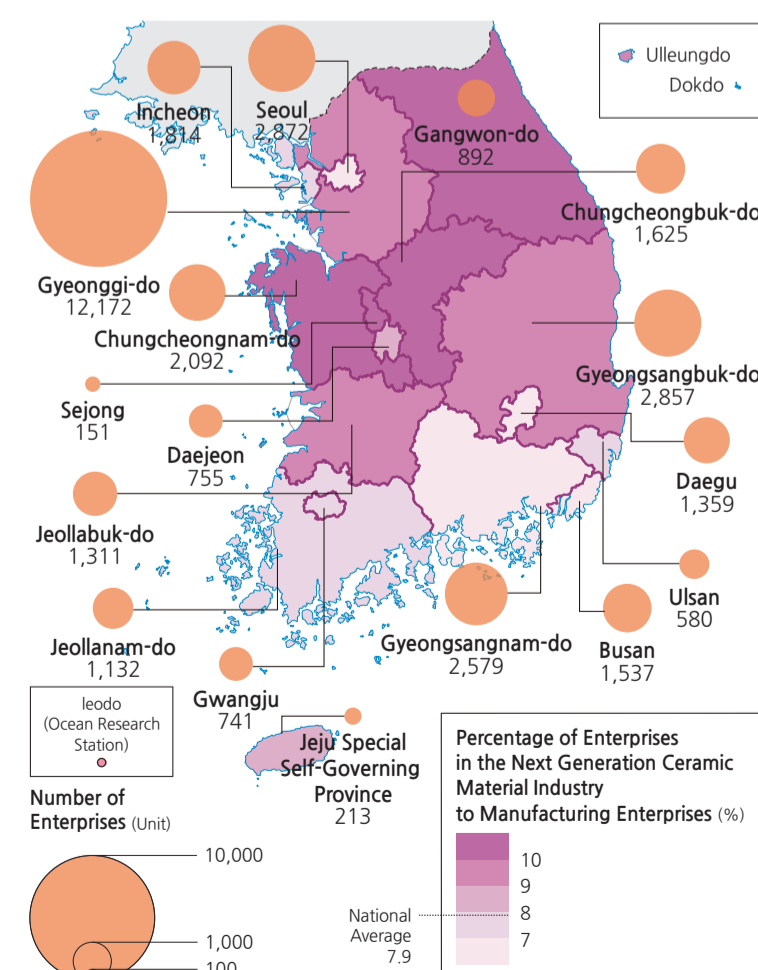 Ulleungdo
Dokdo
Incheon
1,814
Seoul
2,872
Gangwon-do
892
Chungcheongbuk-do
1,625
Gyeonggi-do
12,172
Chungcheongnam-do
2,092
Gyeongsangbuk-do
2,857
Sejong
151
Daejeon
755
Daegu
1,359
Jeollabuk-do
1,311
Ulsan
580
Jeollanam-do
1,132
Gyeongsangnam-do
2,579
Busan
1,537
Gwangju
741
Ieodo
(Ocean Research
Station)
Jeju Special
Self-Governing
Province
213
Number of
Enterprises (Unit)
10,000
1,000
100
Percentage of Enterprises
in the Next Generation Ceramic
Material Industry
to Manufacturing Enterprises (%)
10
9
8
7
National
Average
7.9